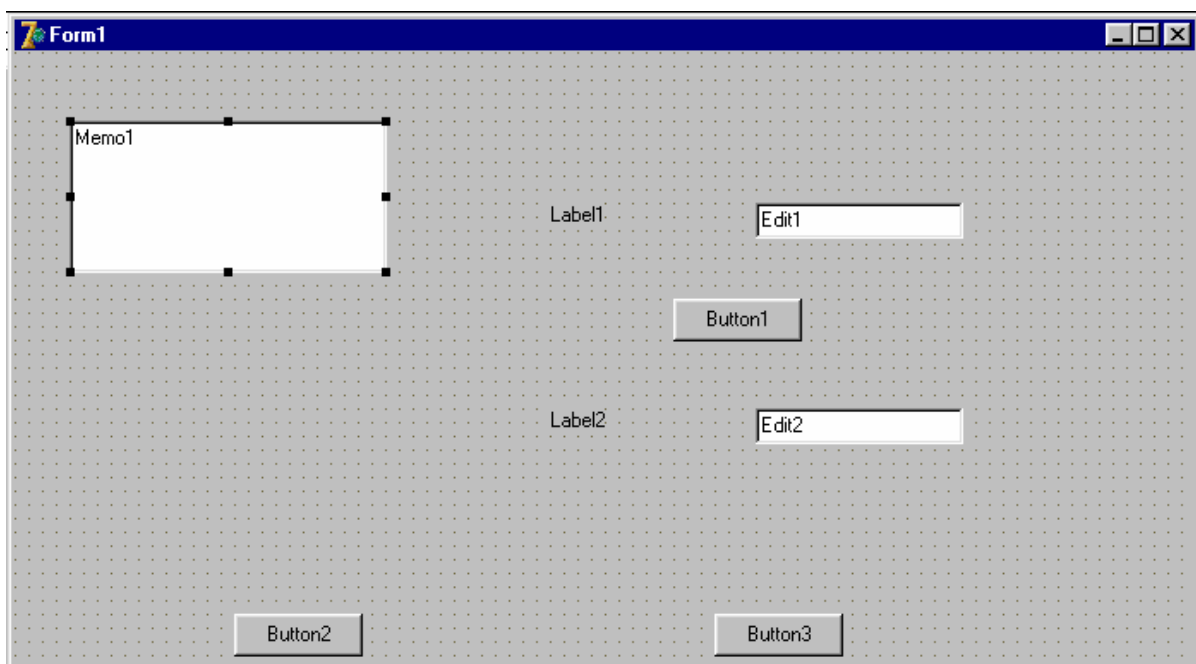 Form1
Memo1
Label1 Edit1
Button1
Label2 Edit2
Button2 Button3